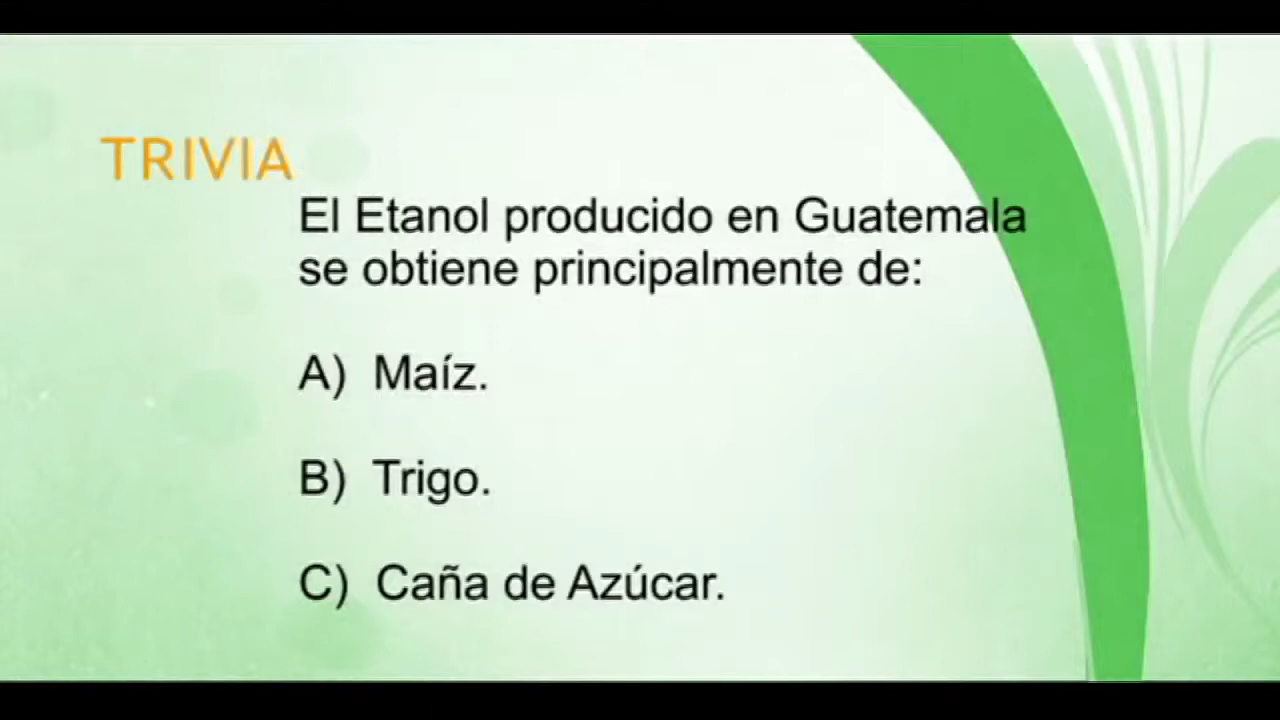 TRIVIA
El Etanol producido en Guatemala
se obtiene principalmente de:
A) Maíz.
B) Trigo.
C) Caña de Azúcar.